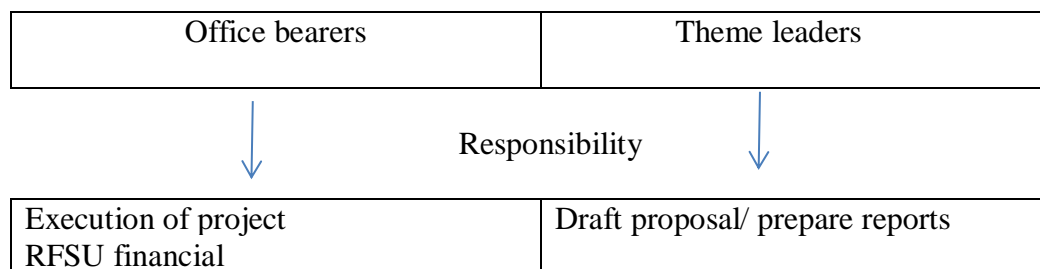 Office bearers
Theme leaders
Responsibility
Execution of project
RFSU financial
Draft proposal/ prepare reports